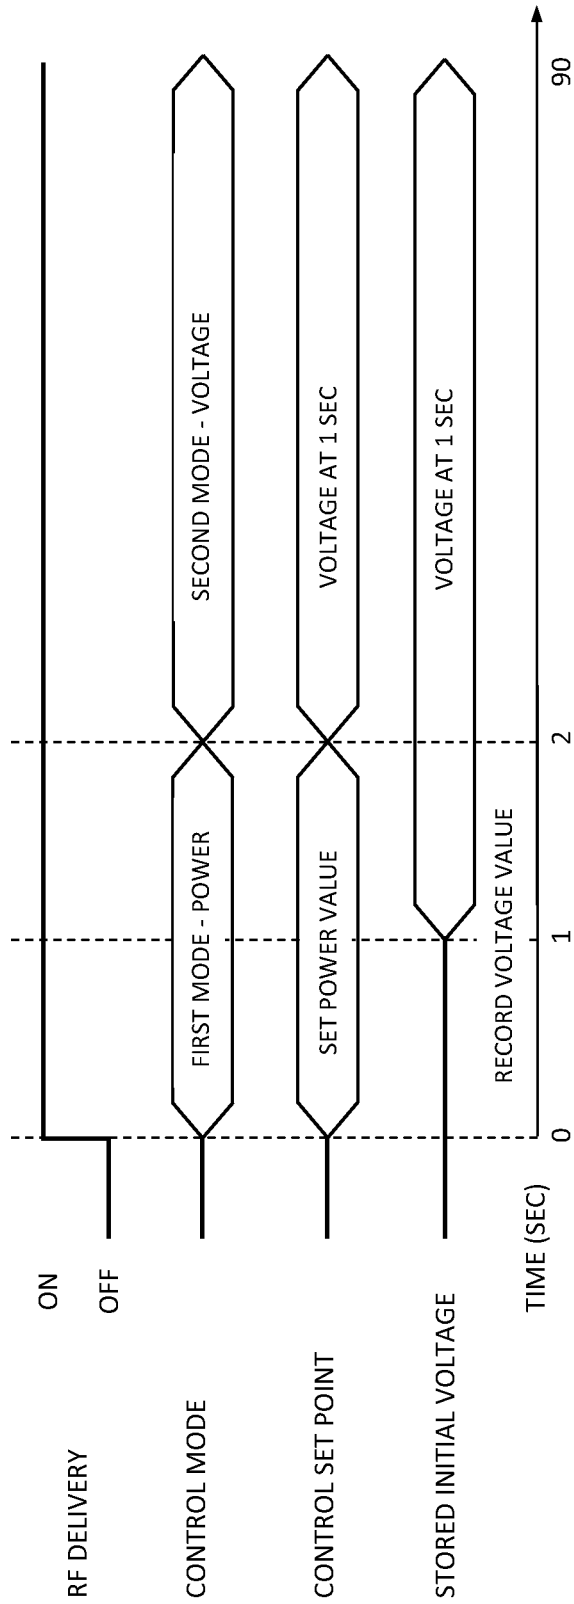 RF DELIVERY
ON
OFF
CONTROL MODE
FIRST MODE - POWER
SECOND MODE - VOLTAGE
CONTROL SET POINT
SET POWER VALUE
VOLTAGE AT 1 SEC
STORED INITIAL VOLTAGE
VOLTAGE AT 1 SEC
RECORD VOLTAGE VALUE
TIME (SEC)
0
1
2
90